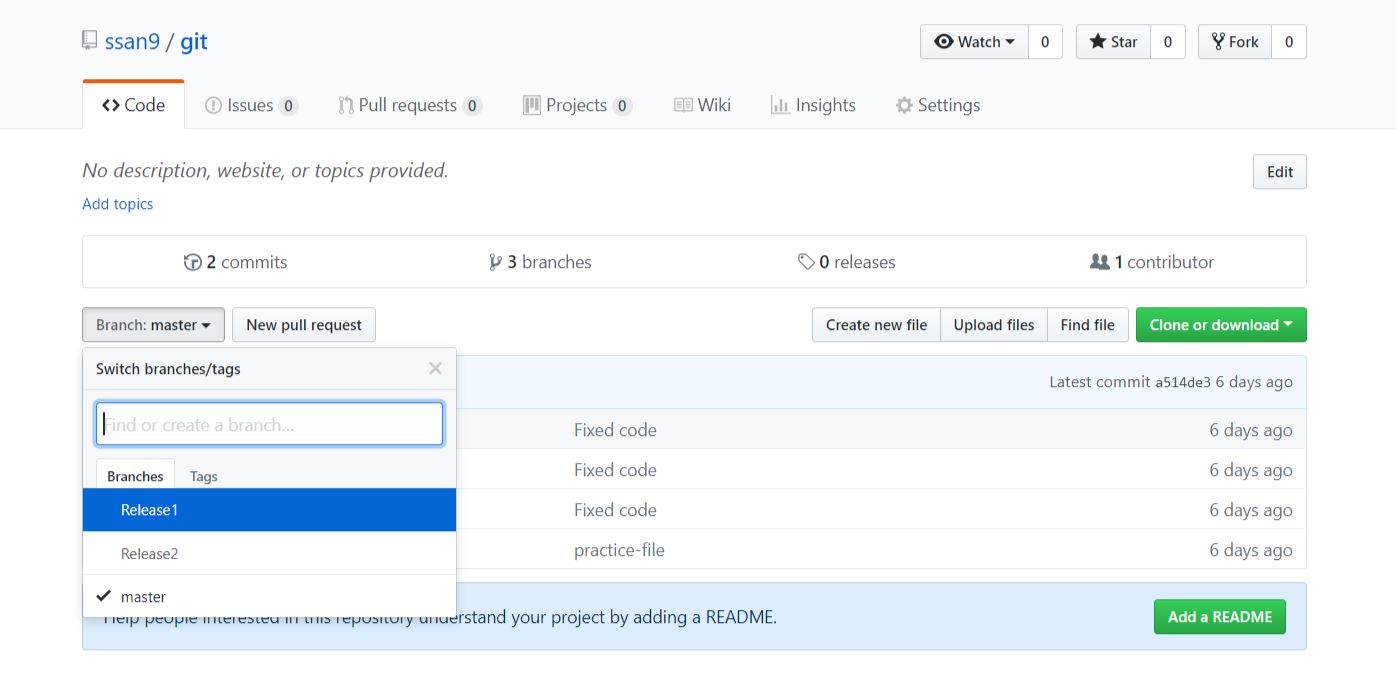 ssan9 / git
Watch 0 Star 0 Fork 0
Code Issues 0 Pull requests 0 Projects 0 Wiki Insights Settings
No description, website, or topics provided. Edit
Add topics
2 commits 3 branches 0 releases 1 contributor
Branch: master New pull request Create new file Upload files Find file Clone or download
Switch branches/tags
Latest commit a514de3 6 days ago
Find or create a branch...
Fixed code 6 days ago
Fixed code 6 days ago
Branches Tags
Release1
Fixed code 6 days ago
Release2
practice-file 6 days ago
master
Help people interested in this repository understand your project by adding a README. Add a README